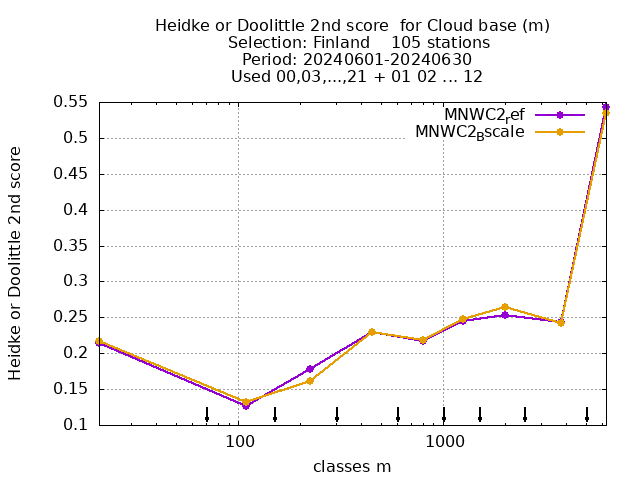 Heidke or Doolittle 2nd score  for Cloud base (m)
Selection: Finland    105 stations
Period: 20240601-20240630
Used 00,03,...,21 + 01 02 ... 12
MNWC2ref
MNWC2Bscale
Heidke or Doolittle 2nd score
0.55
0.5
0.45
0.4
0.35
0.3
0.25
0.2
0.15
0.1
100
1000
classes m